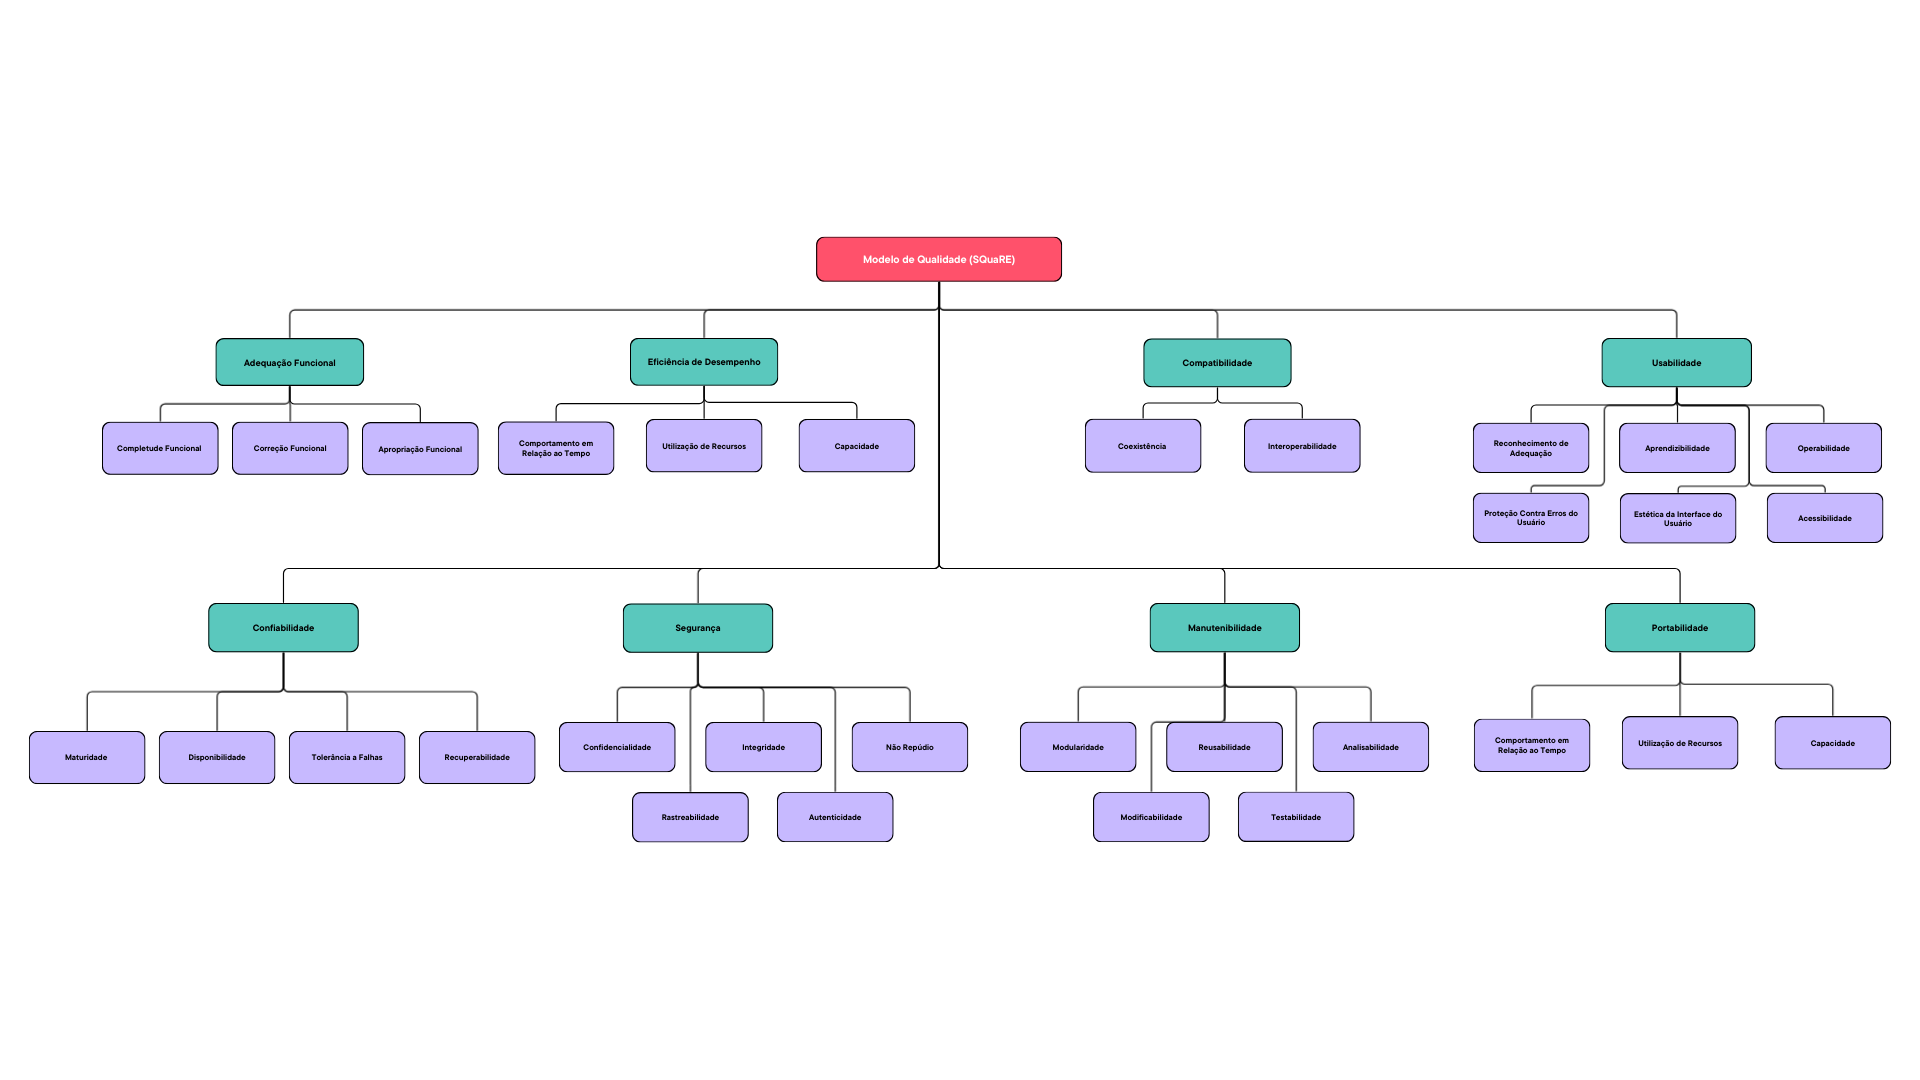 Modelo de Qualidade (SQuaRE)
Adequação Funcional
Eficiência de Desempenho
Compatibilidade
Usabilidade
Completude Funcional
Correção Funcional
Apropriação Funcional
Comportamento em
Relação ao Tempo
Utilização de Recursos
Capacidade
Coexistência
Interoperabilidade
Reconhecimento de
Adequação
Aprendizibilidade
Operabilidade
Proteção Contra Erros do
Usuário
Estética da Interface do
Usuário
Acessibilidade
Confiabilidade
Segurança
Manutenibilidade
Portabilidade
Maturidade
Disponibilidade
Tolerância a Falhas
Recuperabilidade
Confidencialidade
Integridade
Não Repúdio
Rastreabilidade
Autenticidade
Modularidade
Reusabilidade
Analisabilidade
Modificabilidade
Testabilidade
Comportamento em
Relação ao Tempo
Utilização de Recursos
Capacidade